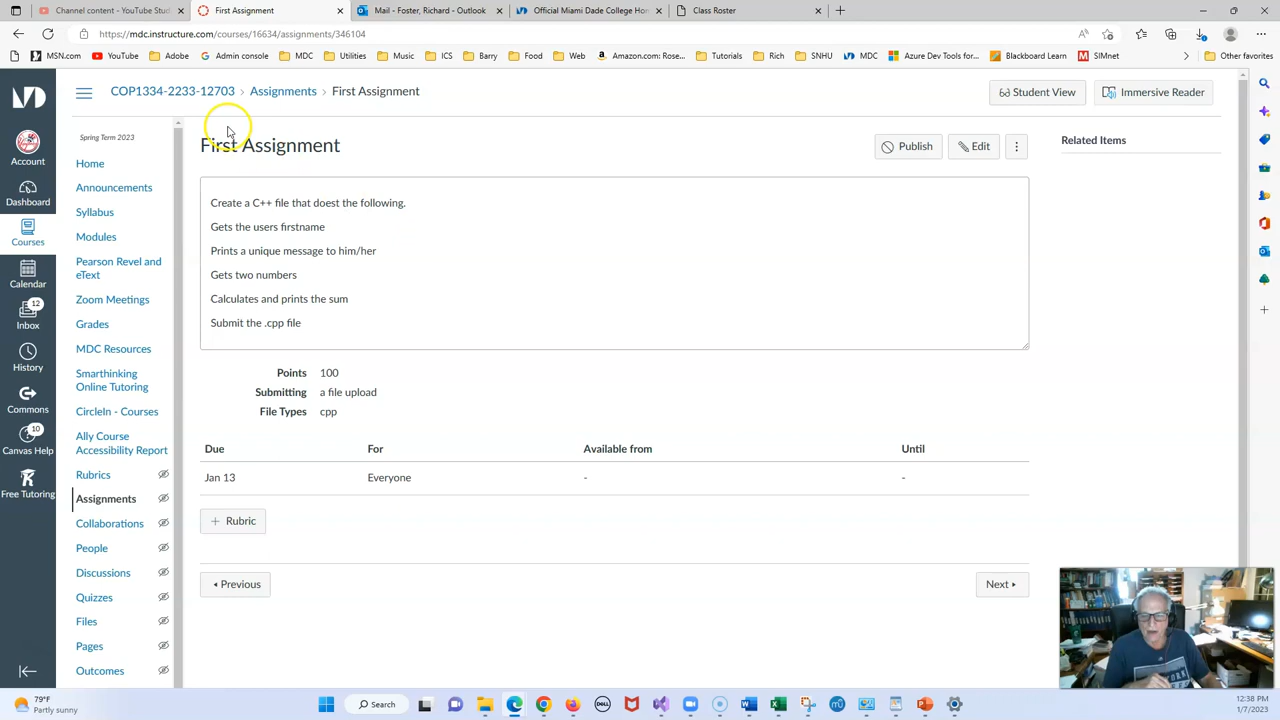 Channel content - YouTube Stud
First Assignment
Mail - Foster, Richard - Outlook
Official Miami Dade College Hom
Class Roster
https://mdc.instructure.com/courses/16634/assignments/346104
MSN.com
YouTube
Adobe
Admin console
MDC
Utilities
Music
ICS
Barry
Food
Web
Amazon.com: Rose...
Tutorials
Rich
SNHU
MDC
Azure Dev Tools for...
Blackboard Learn
SIMnet
Other favorites
COP1334-2233-12703 › Assignments › First Assignment
Student View
Immersive Reader
Account
Dashboard
Courses
Calendar
12
Inbox
History
Commons
10
Canvas Help
Free Tutoring
Spring Term 2023
Home
Announcements
Syllabus
Modules
Pearson Revel and
eText
Zoom Meetings
Grades
MDC Resources
Smarthinking
Online Tutoring
CircleIn - Courses
Ally Course
Accessibility Report
Rubrics
Assignments
Collaborations
People
Discussions
Quizzes
Files
Pages
Outcomes
First Assignment
Publish
Edit
Related Items
Create a C++ file that doest the following.
Gets the users firstname
Prints a unique message to him/her
Gets two numbers
Calculates and prints the sum
Submit the .cpp file
Points 100
Submitting a file upload
File Types cpp
Due For Available from Until
Jan 13 Everyone - -
+ Rubric
Previous
Next
79°F
Partly sunny
Search
DELL
12:38 PM
1/7/2023